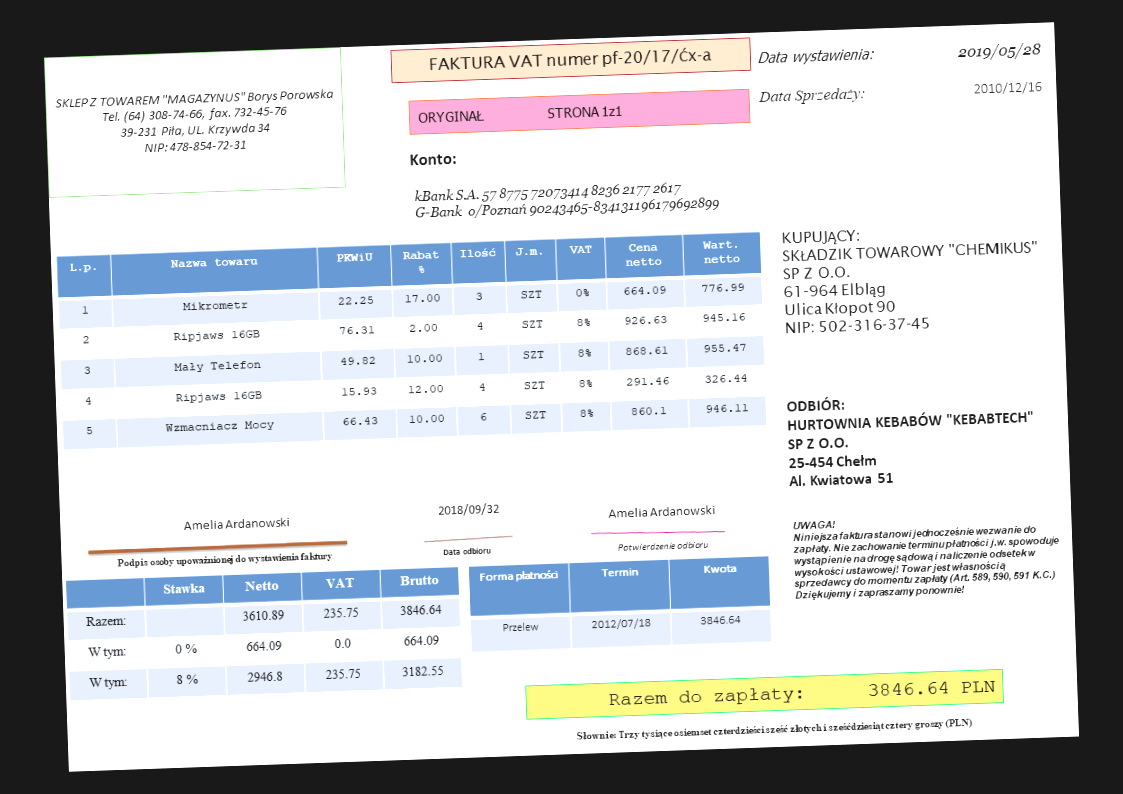 SKLEP Z TOWAREM "MAGAZYNUS" Borys Porowska
Tel. (64) 308-74-66, fax. 732-45-76
39-231 Piła, UL. Krzywda 34
NIP: 478-854-72-31
FAKTURA VAT numer pf-20/17/Ćx-a
ORYGINAŁ STRONA 1z1
Data wystawienia: 2019/05/28
Data Sprzedaży: 2010/12/16
Konto:
kBank S.A. 57 8775 72073414 8236 2177 2617
G-Bank o/Poznań 90243465-834131196179692899
KUPUJĄCY:
SKŁADZIK TOWAROWY "CHEMIKUS"
SP Z O.O.
61-964 Elbląg
Ulica Kłopot 90
NIP: 502-316-37-45
L.p. Nazwa towaru PKWiU Rabat % Ilość J.m. VAT Cena netto Wart. netto
1 Mikrometr 22.25 17.00 3 SZT 0% 664.09 776.99
2 Ripjaws 16GB 76.31 2.00 4 SZT 8% 926.63 945.16
3 Mały Telefon 49.82 10.00 1 SZT 8% 868.61 955.47
4 Ripjaws 16GB 15.93 12.00 4 SZT 8% 291.46 326.44
5 Wzmacniacz Mocy 66.43 10.00 6 SZT 8% 860.1 946.11
ODBIÓR:
HURTOWNIA KEBABÓW "KEBABTECH"
SP Z O.O.
25-454 Chełm
Al. Kwiatowa 51
Amelia Ardanowski
Podpis osoby upoważnionej do wystawienia faktury
2018/09/32
Data odbioru
Amelia Ardanowski
Potwierdzenie odbioru
UWAGA!
Niniejsza faktura stanowi jednocześnie wezwanie do
zapłaty. Nie zachowanie terminu płatności j.w. spowoduje
wystąpienie na drogę sądową i naliczenie odsetek w
wysokości ustawowej! Towar jest własnością
sprzedawcy do momentu zapłaty (Art. 589, 590, 591 K.C.)
Dziękujemy i zapraszamy ponownie!
Stawka Netto VAT Brutto
Razem: 3610.89 235.75 3846.64
W tym: 0 % 664.09 0.0 664.09
W tym: 8 % 2946.8 235.75 3182.55
Forma płatności Termin Kwota
Przelew 2012/07/18 3846.64
Razem do zapłaty: 3846.64 PLN
Słownie: Trzy tysiące osiemset czterdzieści sześć złotych i sześćdziesiąt cztery groszy (PLN)